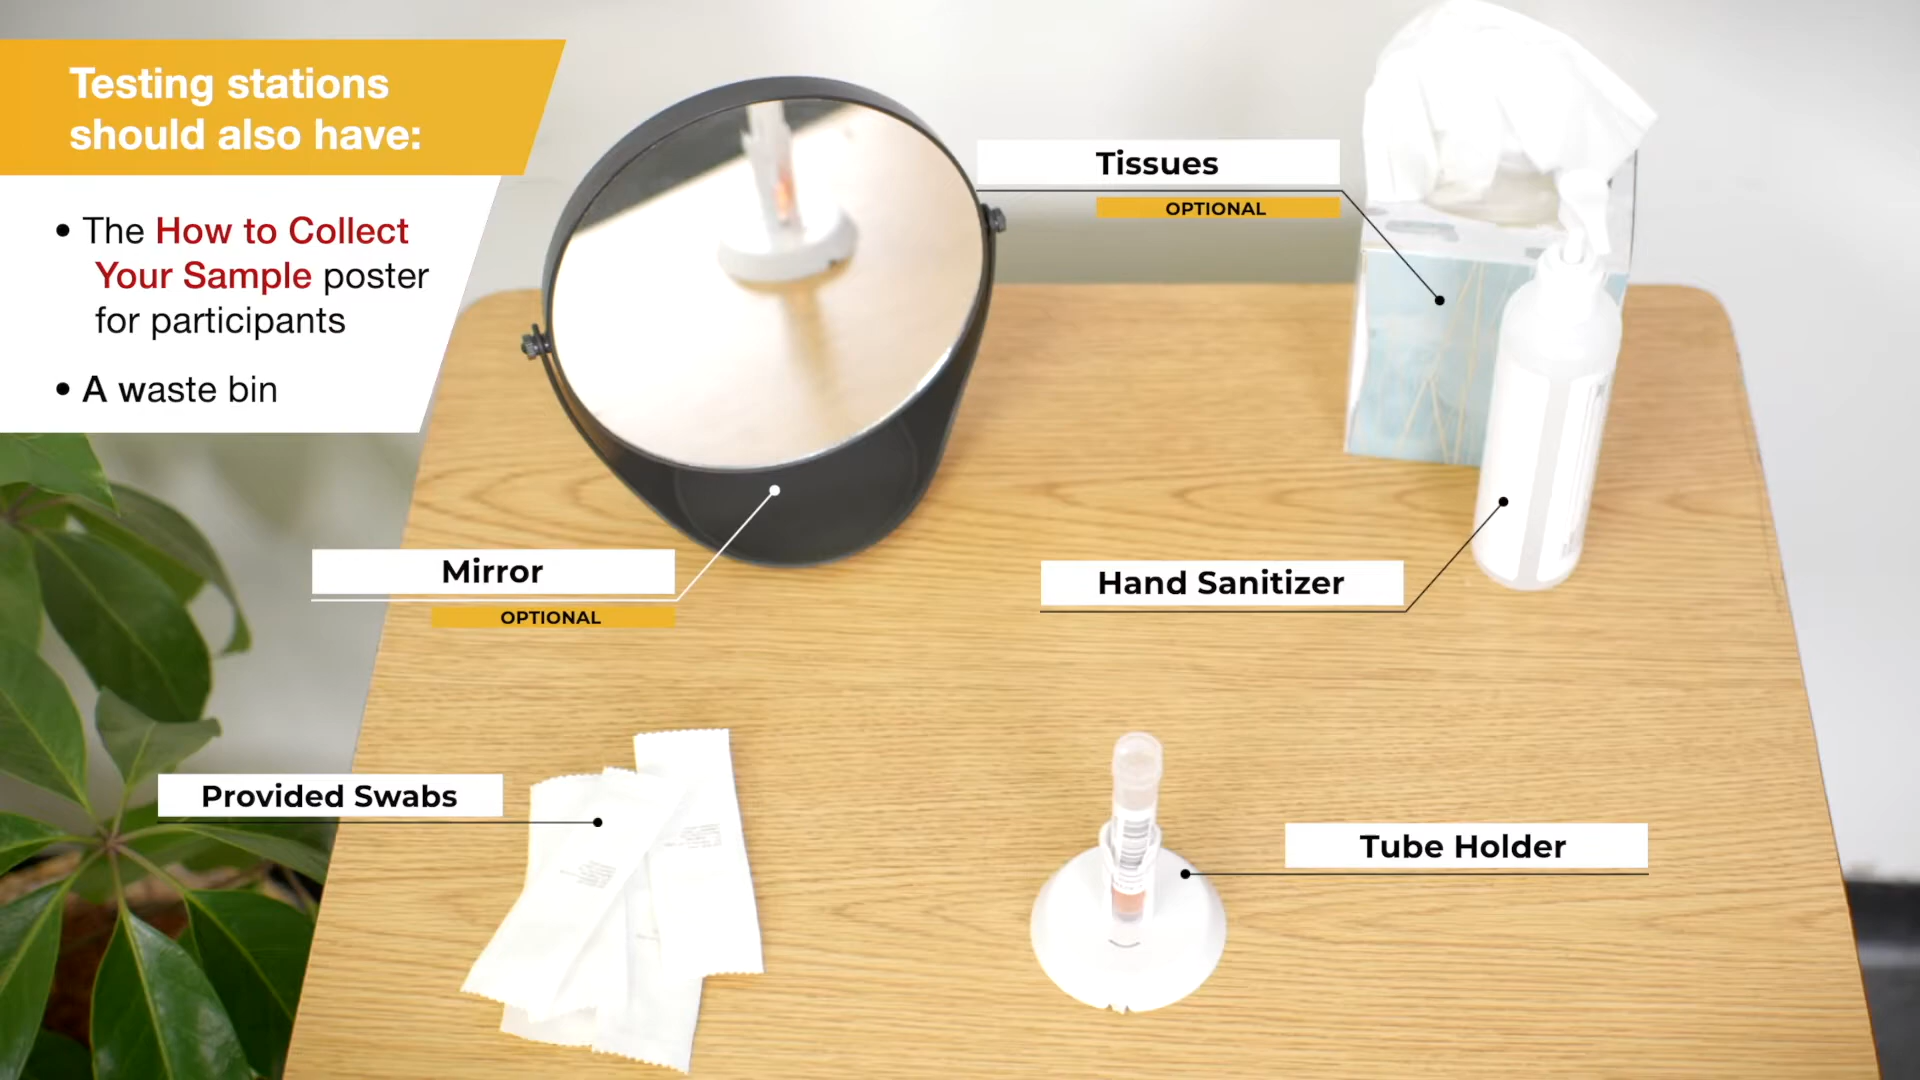 Testing stations
should also have:
• The How to Collect
Your Sample poster
for participants
• A waste bin
Tissues
OPTIONAL
Mirror
OPTIONAL
Hand Sanitizer
Provided Swabs
Tube Holder